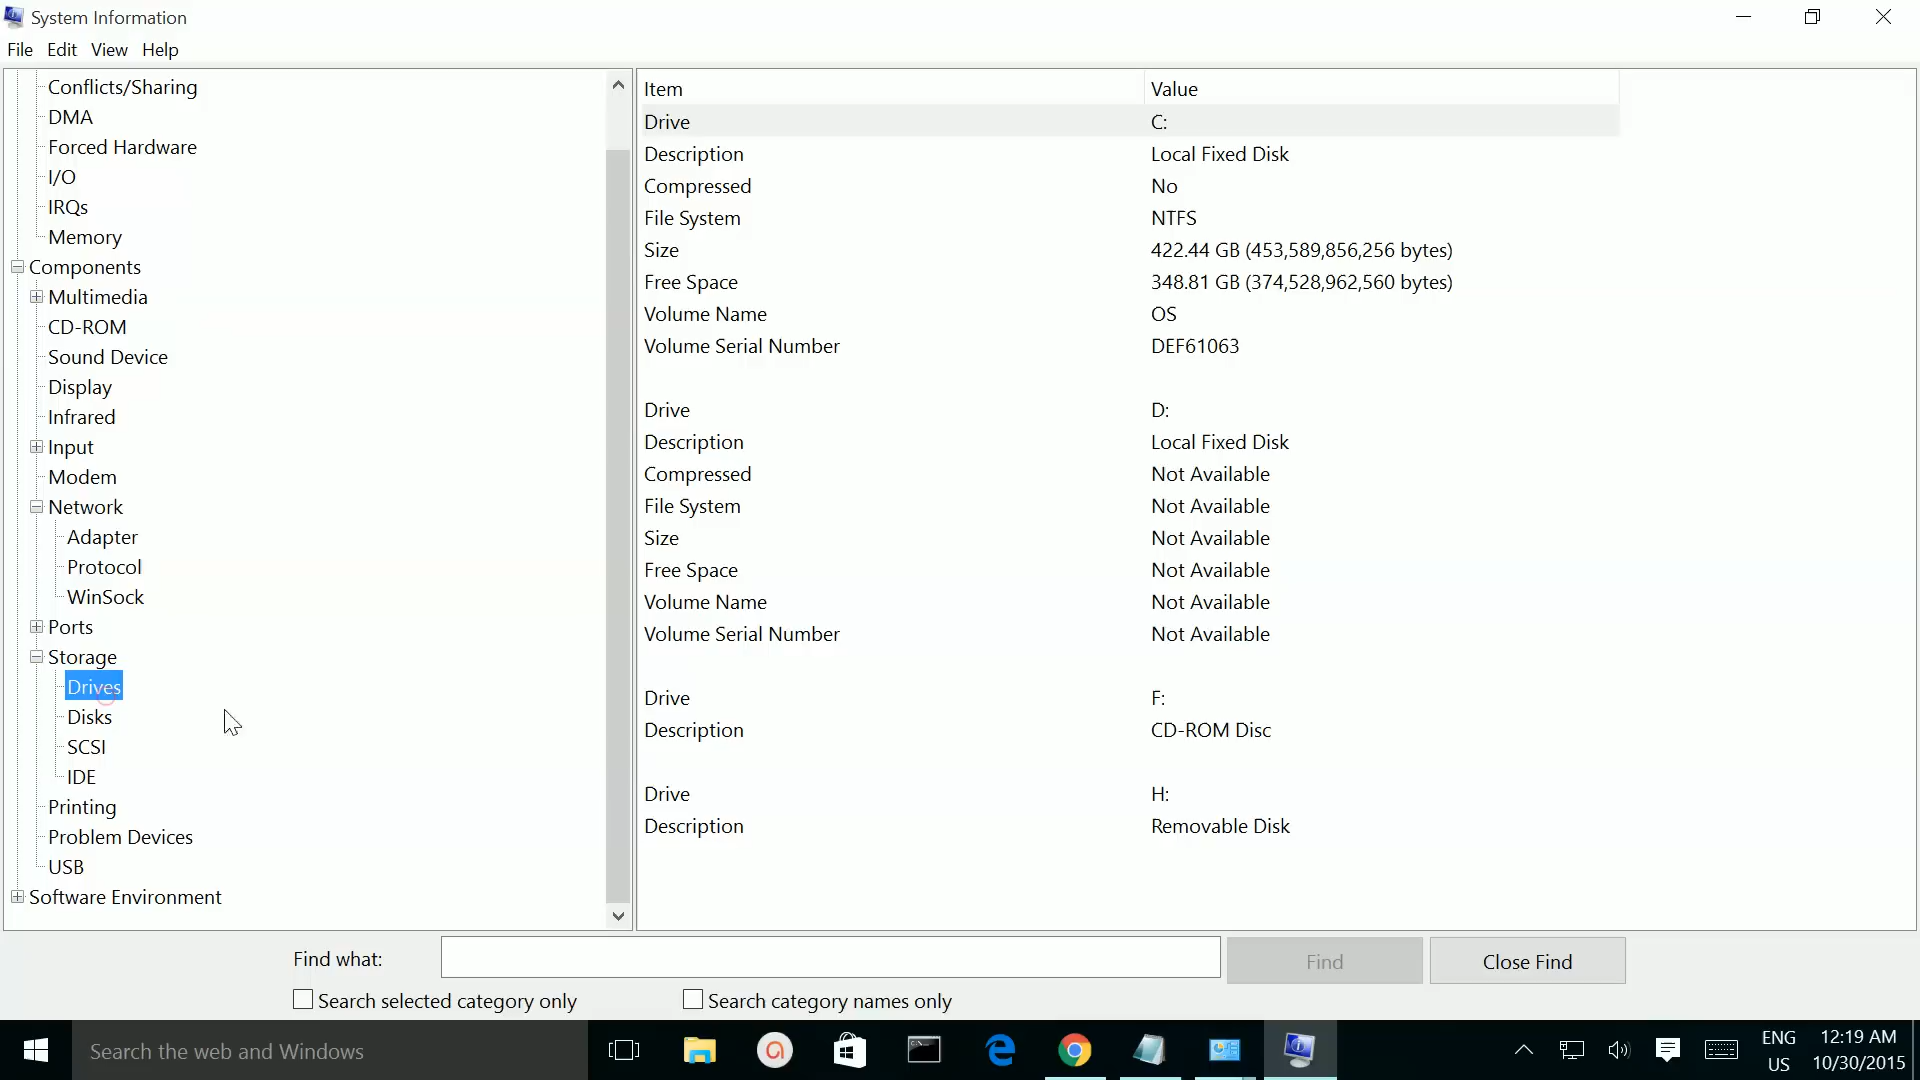 System Information
File Edit View Help
Conflicts/Sharing
DMA
Forced Hardware
I/O
IRQs
Memory
Components
Multimedia
CD-ROM
Sound Device
Display
Infrared
Input
Modem
Network
Adapter
Protocol
WinSock
Ports
Storage
Drives
Disks
SCSI
IDE
Printing
Problem Devices
USB
Software Environment
Item Value
Drive C:
Description Local Fixed Disk
Compressed No
File System NTFS
Size 422.44 GB (453,589,856,256 bytes)
Free Space 348.81 GB (374,528,962,560 bytes)
Volume Name OS
Volume Serial Number DEF61063
Drive D:
Description Local Fixed Disk
Compressed Not Available
File System Not Available
Size Not Available
Free Space Not Available
Volume Name Not Available
Volume Serial Number Not Available
Drive F:
Description CD-ROM Disc
Drive H:
Description Removable Disk
Find what: Find Close Find
Search selected category only Search category names only
Search the web and Windows
ENG 12:19 AM
US 10/30/2015